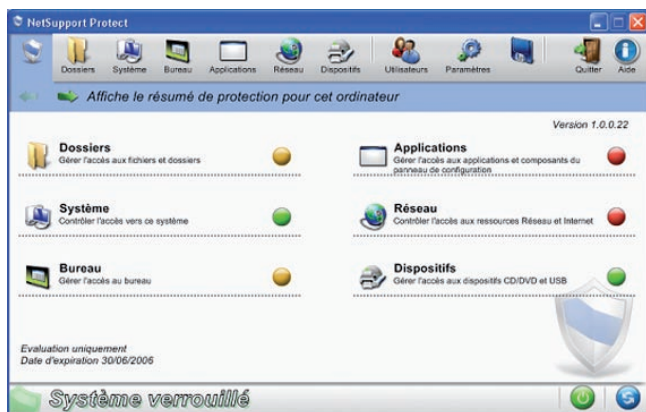 NetSupport Protect
Dossiers Système Bureau Applications Réseau Dispositifs Utilisateurs Paramètres Quitter Aide
Affiche le résumé de protection pour cet ordinateur
Version 1.0.0.22
Dossiers
Gérer l'accès aux fichiers et dossiers
Applications
Gérer l'accès aux applications et composants du
panneau de configuration
Système
Contrôler l'accès vers ce système
Réseau
Contrôler l'accès aux ressources Réseau et Internet
Bureau
Gérer l'accès au bureau
Dispositifs
Gérer l'accès aux dispositifs CD/DVD et USB
Evaluation uniquement
Date d'expiration 30/06/2006
Système verrouillé